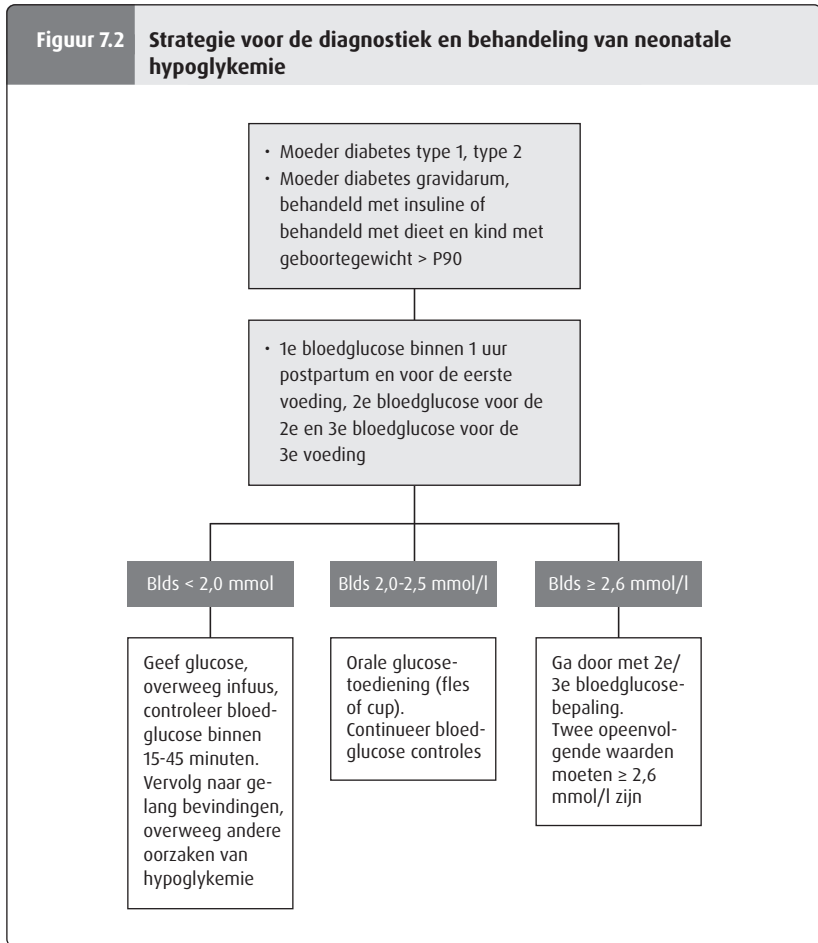 Figuur 7.2
Strategie voor de diagnostiek en behandeling van neonatale
hypoglykemie
• Moeder diabetes type 1, type 2
• Moeder diabetes gravidarum,
behandeld met insuline of
behandeld met dieet en kind met
geboortegewicht > P90
• 1e bloedglucose binnen 1 uur
postpartum en voor de eerste
voeding, 2e bloedglucose voor de
2e en 3e bloedglucose voor de
3e voeding
Blds < 2,0 mmol
Geef glucose,
overweeg infuus,
controleer bloed-
glucose binnen
15-45 minuten.
Vervolg naar ge-
lang bevindingen,
overweeg andere
oorzaken van
hypoglykemie
Blds 2,0-2,5 mmol/l
Orale glucose-
toediening (fles
of cup).
Continueer bloed-
glucose controles
Blds ≥ 2,6 mmol/l
Ga door met 2e/
3e bloedglucose-
bepaling.
Twee opeenvol-
gende waarden
moeten ≥ 2,6
mmol/l zijn